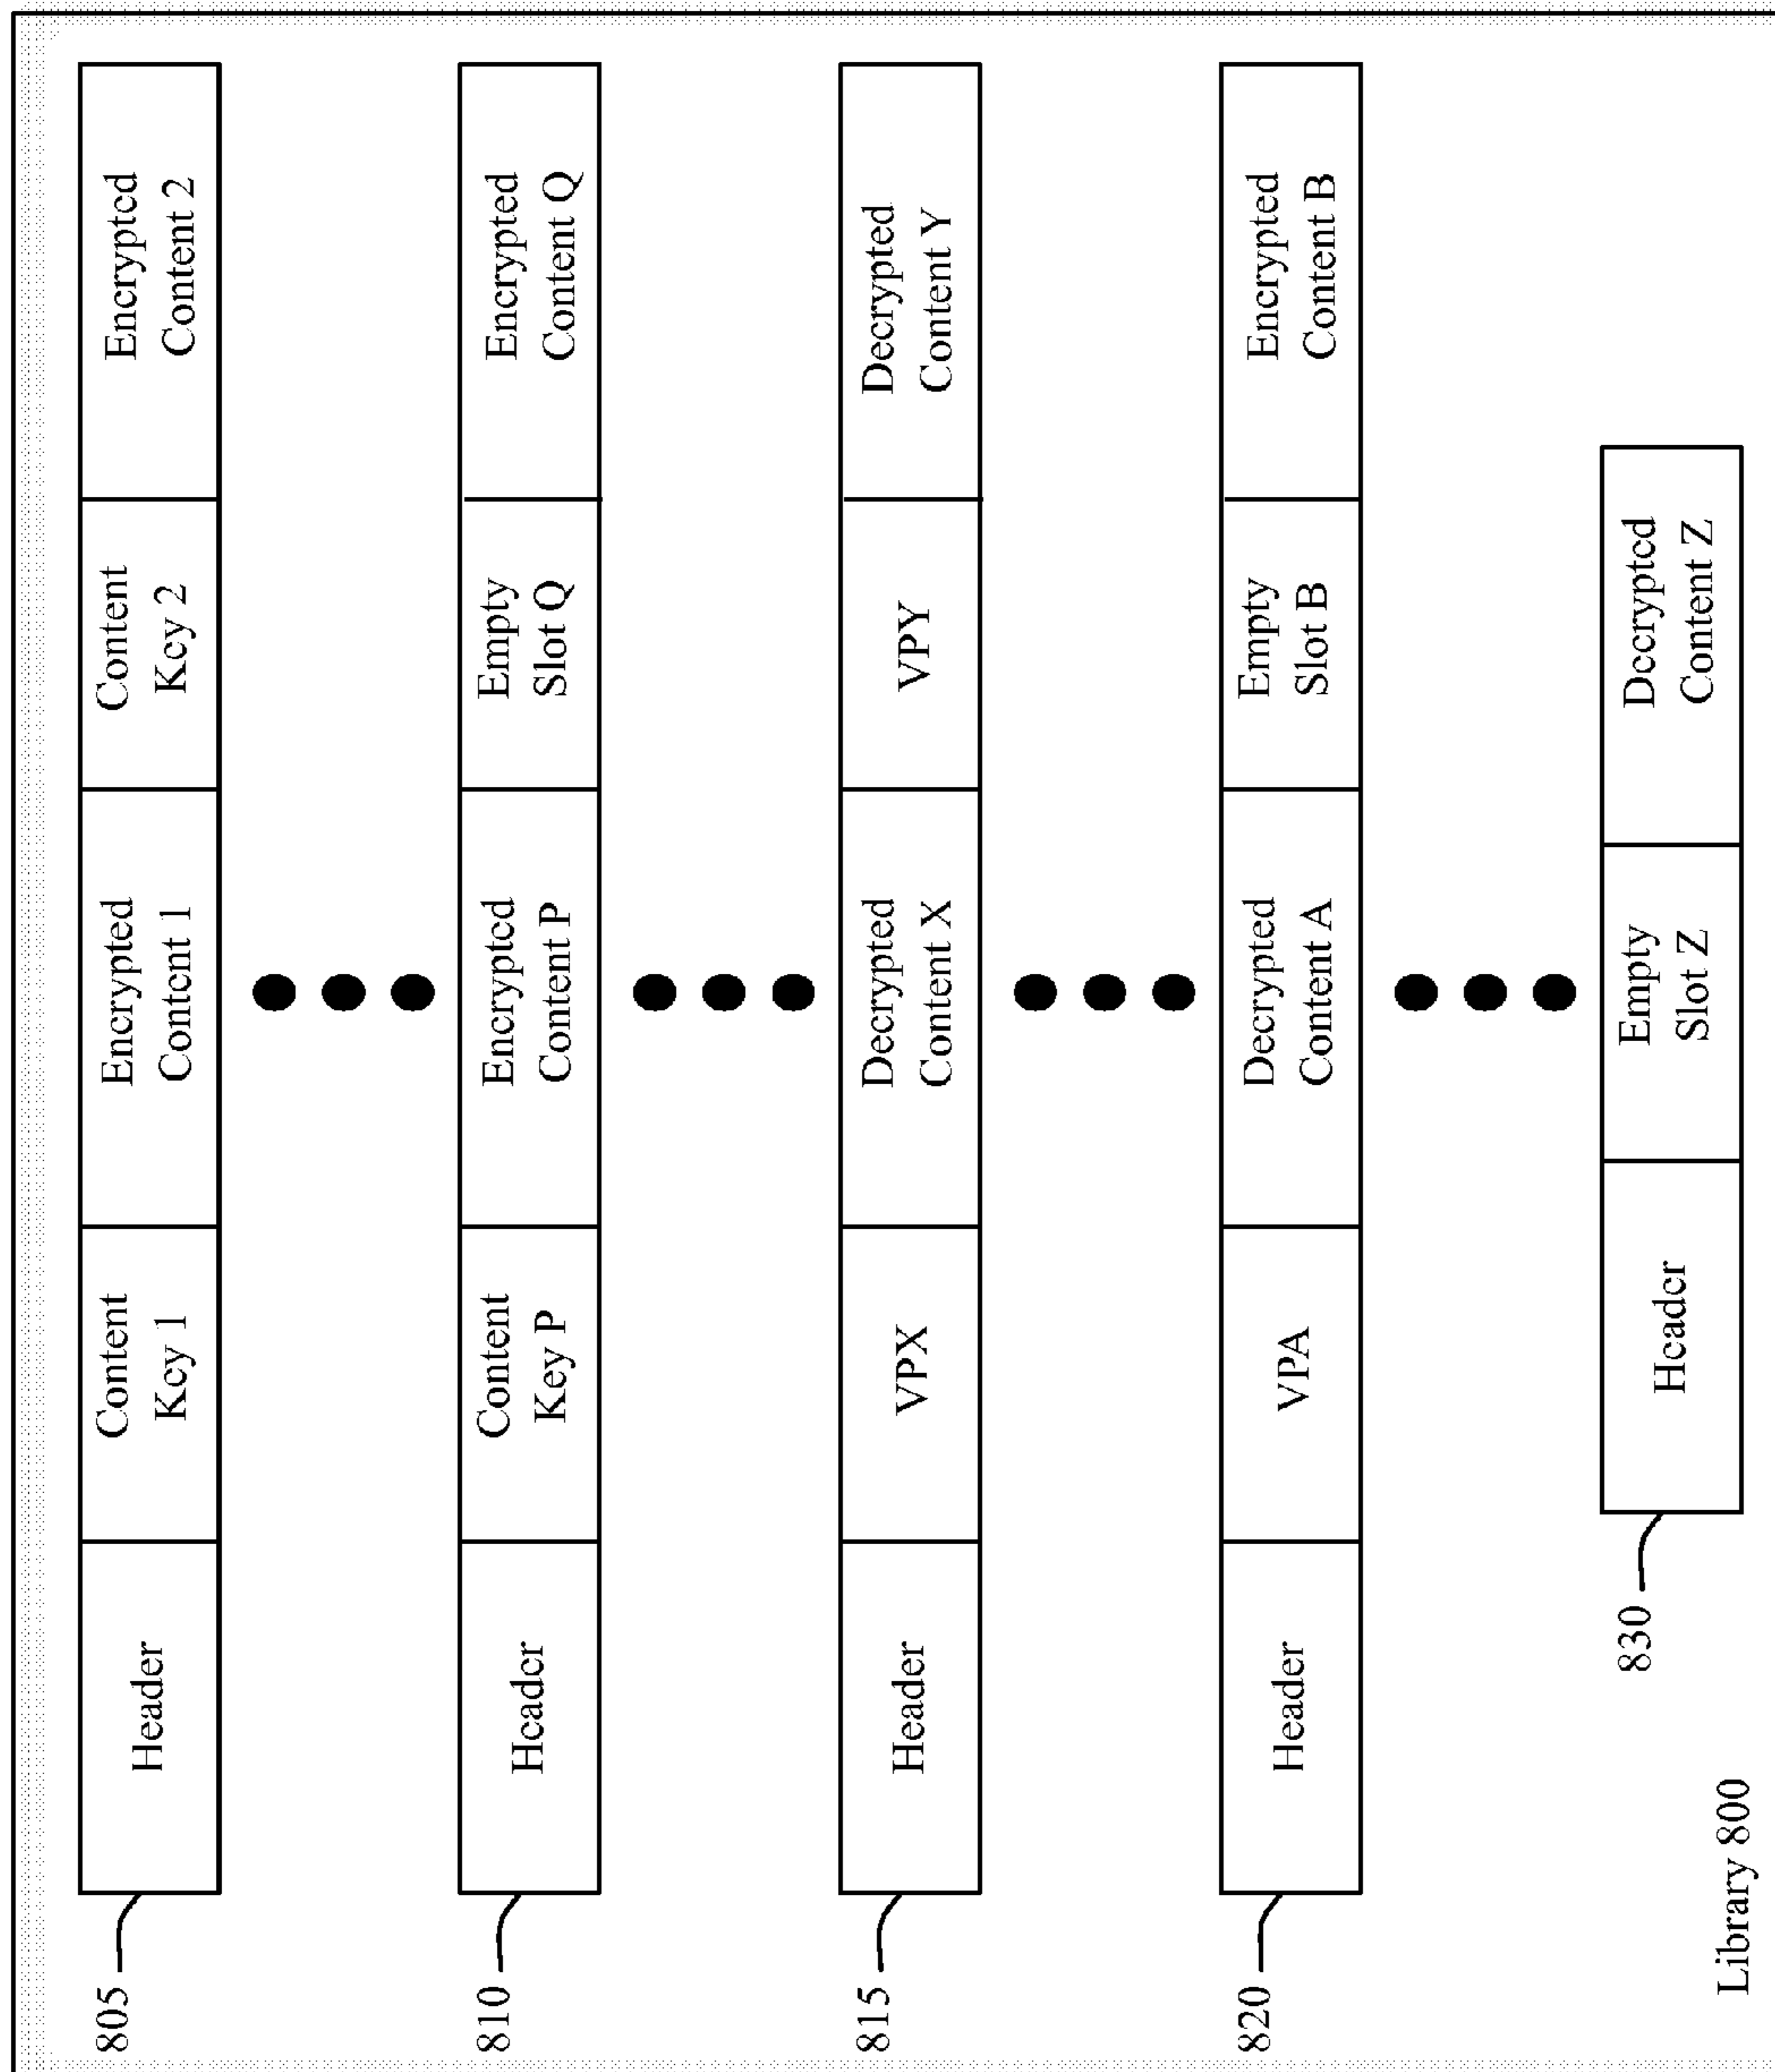 805
Header
Content
Key 1
Encrypted
Content 1
Content
Key 2
Encrypted
Content 2
810
Header
Content
Key P
Encrypted
Content P
Empty
Slot Q
Encrypted
Content Q
815
Header
VPX
Decrypted
Content X
VPY
Decrypted
Content Y
820
Header
VPA
Decrypted
Content A
Empty
Slot B
Encrypted
Content B
830
Header
Empty
Slot Z
Decrypted
Content Z
Library 800